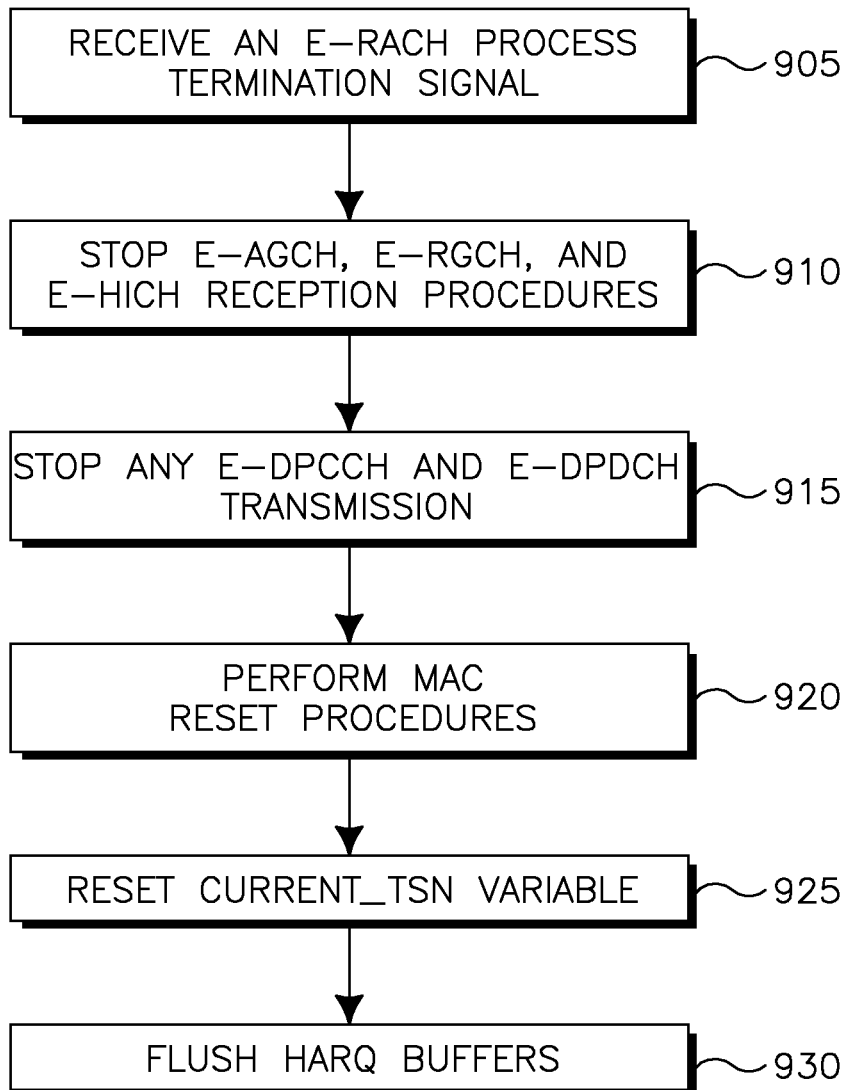 RECEIVE AN E-RACH PROCESS
TERMINATION SIGNAL
905
STOP E-AGCH, E-RGCH, AND
E-HICH RECEPTION PROCEDURES
910
STOP ANY E-DPCCH AND E-DPDCH
TRANSMISSION
915
PERFORM MAC
RESET PROCEDURES
920
RESET CURRENT_TSN VARIABLE
925
FLUSH HARQ BUFFERS
930